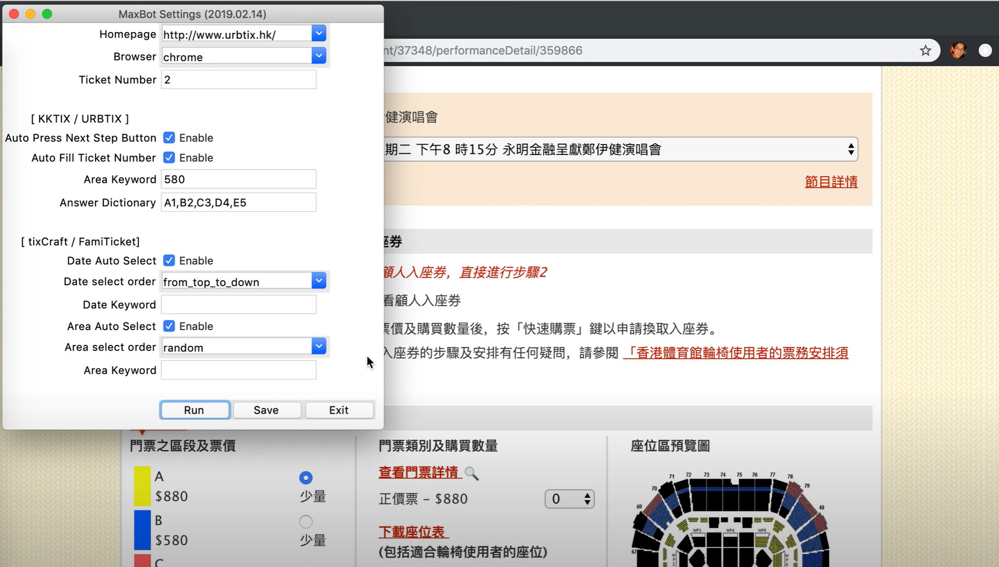 MaxBot Settings (2019.02.14)
Homepage http://www.urbtix.hk/
Browser chrome
Ticket Number 2
[ KKTIX / URBTIX ]
Auto Press Next Step Button Enable
Auto Fill Ticket Number Enable
Area Keyword 580
Answer Dictionary A1,B2,C3,D4,E5
[ tixCraft / FamiTicket]
Date Auto Select Enable
Date select order from_top_to_down
Date Keyword
Area Auto Select Enable
Area select order random
Area Keyword
Run Save Exit
nt/37348/performanceDetail/359866
健演唱會
期二 下午8 時15分 永明金融呈獻鄭伊健演唱會
節目詳情
座券
顧人入座券，直接進行步驟2
看顧人入座券
票價及購買數量後，按「快速購票」鍵以申請換取入座券。
入座券的步驟及安排有任何疑問，請參閱 「香港體育館輪椅使用者的票務安排須
門票之區段及票價
A
$880 少量
B
$580 少量
C
門票類別及購買數量
查看門票詳情
正價票 – $880 0
下載座位表
(包括適合輪椅使用者的座位)
座位區預覽圖
67 69 70 71 72 73 74 75 76 77 78 79 40
WP3 WP4 WP5
WP2 WP6